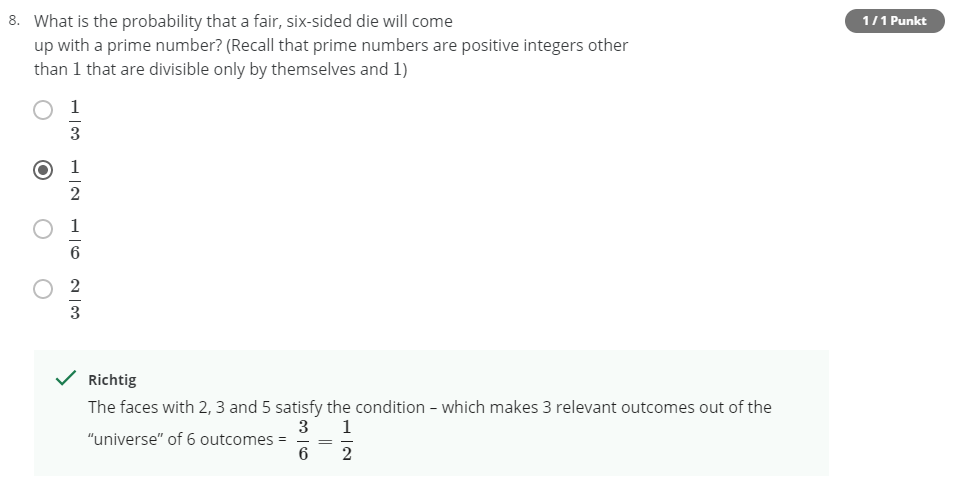 8. What is the probability that a fair, six-sided die will come
1 / 1 Punkt
up with a prime number? (Recall that prime numbers are positive integers other
than 1 that are divisible only by themselves and 1)
1
3
1
2
1
6
2
3
Richtig
The faces with 2, 3 and 5 satisfy the condition – which makes 3 relevant outcomes out of the
“universe” of 6 outcomes = 3/6 = 1/2